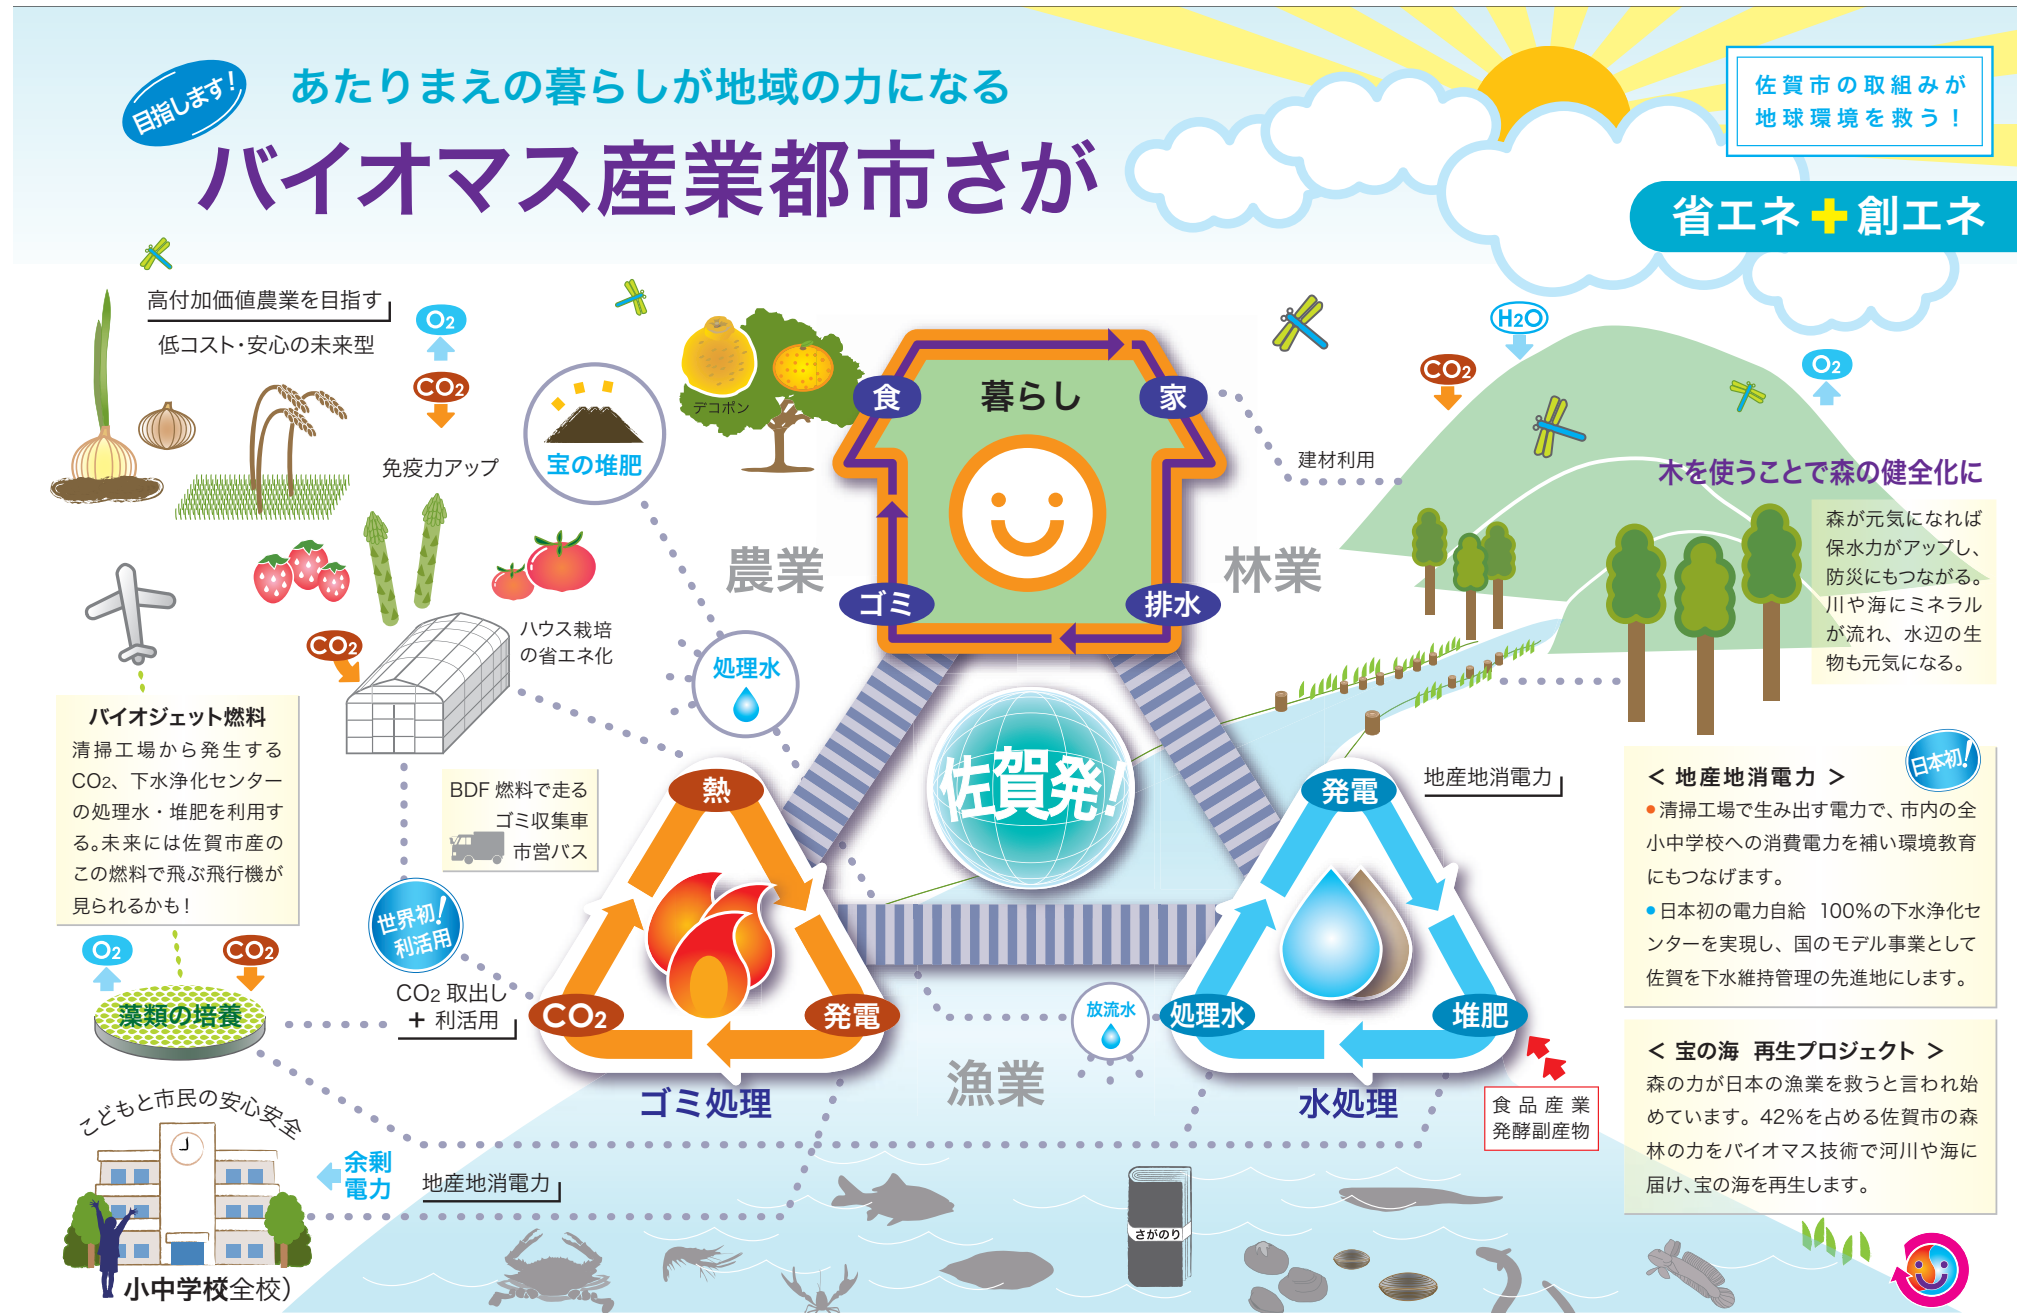 目指します!
あたりまえの暮らしが地域の力になる
バイオマス産業都市さが
佐賀市の取組みが
地球環境を救う!
省エネ+創エネ
高付加価値農業を目指す
低コスト・安心の未来型
O2
CO2
免疫力アップ
宝の堆肥
デコポン
食
暮らし
家
ゴミ
排水
農業
林業
建材利用
CO2
H2O
O2
木を使うことで森の健全化に
森が元気になれば
保水力がアップし、
防災にもつながる。
川や海にミネラル
が流れ、水辺の生
物も元気になる。
CO2
ハウス栽培
の省エネ化
処理水
バイオジェット燃料
清掃工場から発生する
CO2、下水浄化センター
の処理水・堆肥を利用す
る。未来には佐賀市産の
この燃料で飛ぶ飛行機が
見られるかも!
BDF 燃料で走る
ゴミ収集車
市営バス
佐賀発!
熱
CO2
発電
ゴミ処理
発電
処理水
堆肥
水処理
地産地消電力
日本初!
< 地産地消電力 >
●清掃工場で生み出す電力で、市内の全
小中学校への消費電力を補い環境教育
にもつなげます。
●日本初の電力自給 100%の下水浄化セ
ンターを実現し、国のモデル事業として
佐賀を下水維持管理の先進地にします。
世界初!
利活用
CO2 取出し
+ 利活用
O2
CO2
藻類の培養
放流水
漁業
食品産業
発酵副産物
< 宝の海 再生プロジェクト >
森の力が日本の漁業を救うと言われ始
めています。42%を占める佐賀市の森
林の力をバイオマス技術で河川や海に
届け、宝の海を再生します。
こどもと市民の安心安全
余剰
電力
地産地消電力
小中学校全校)
さがのり